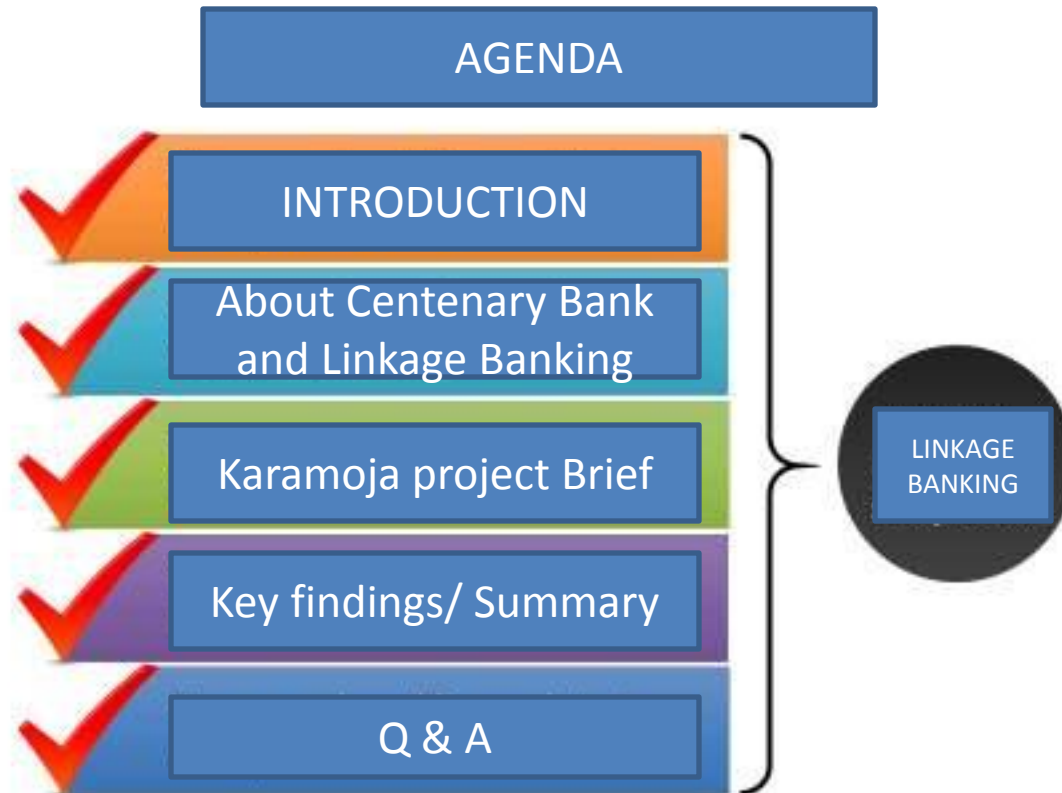 AGENDA
INTRODUCTION
About Centenary Bank
and Linkage Banking
Karamoja project Brief
Key findings/ Summary
Q & A
LINKAGE
BANKING